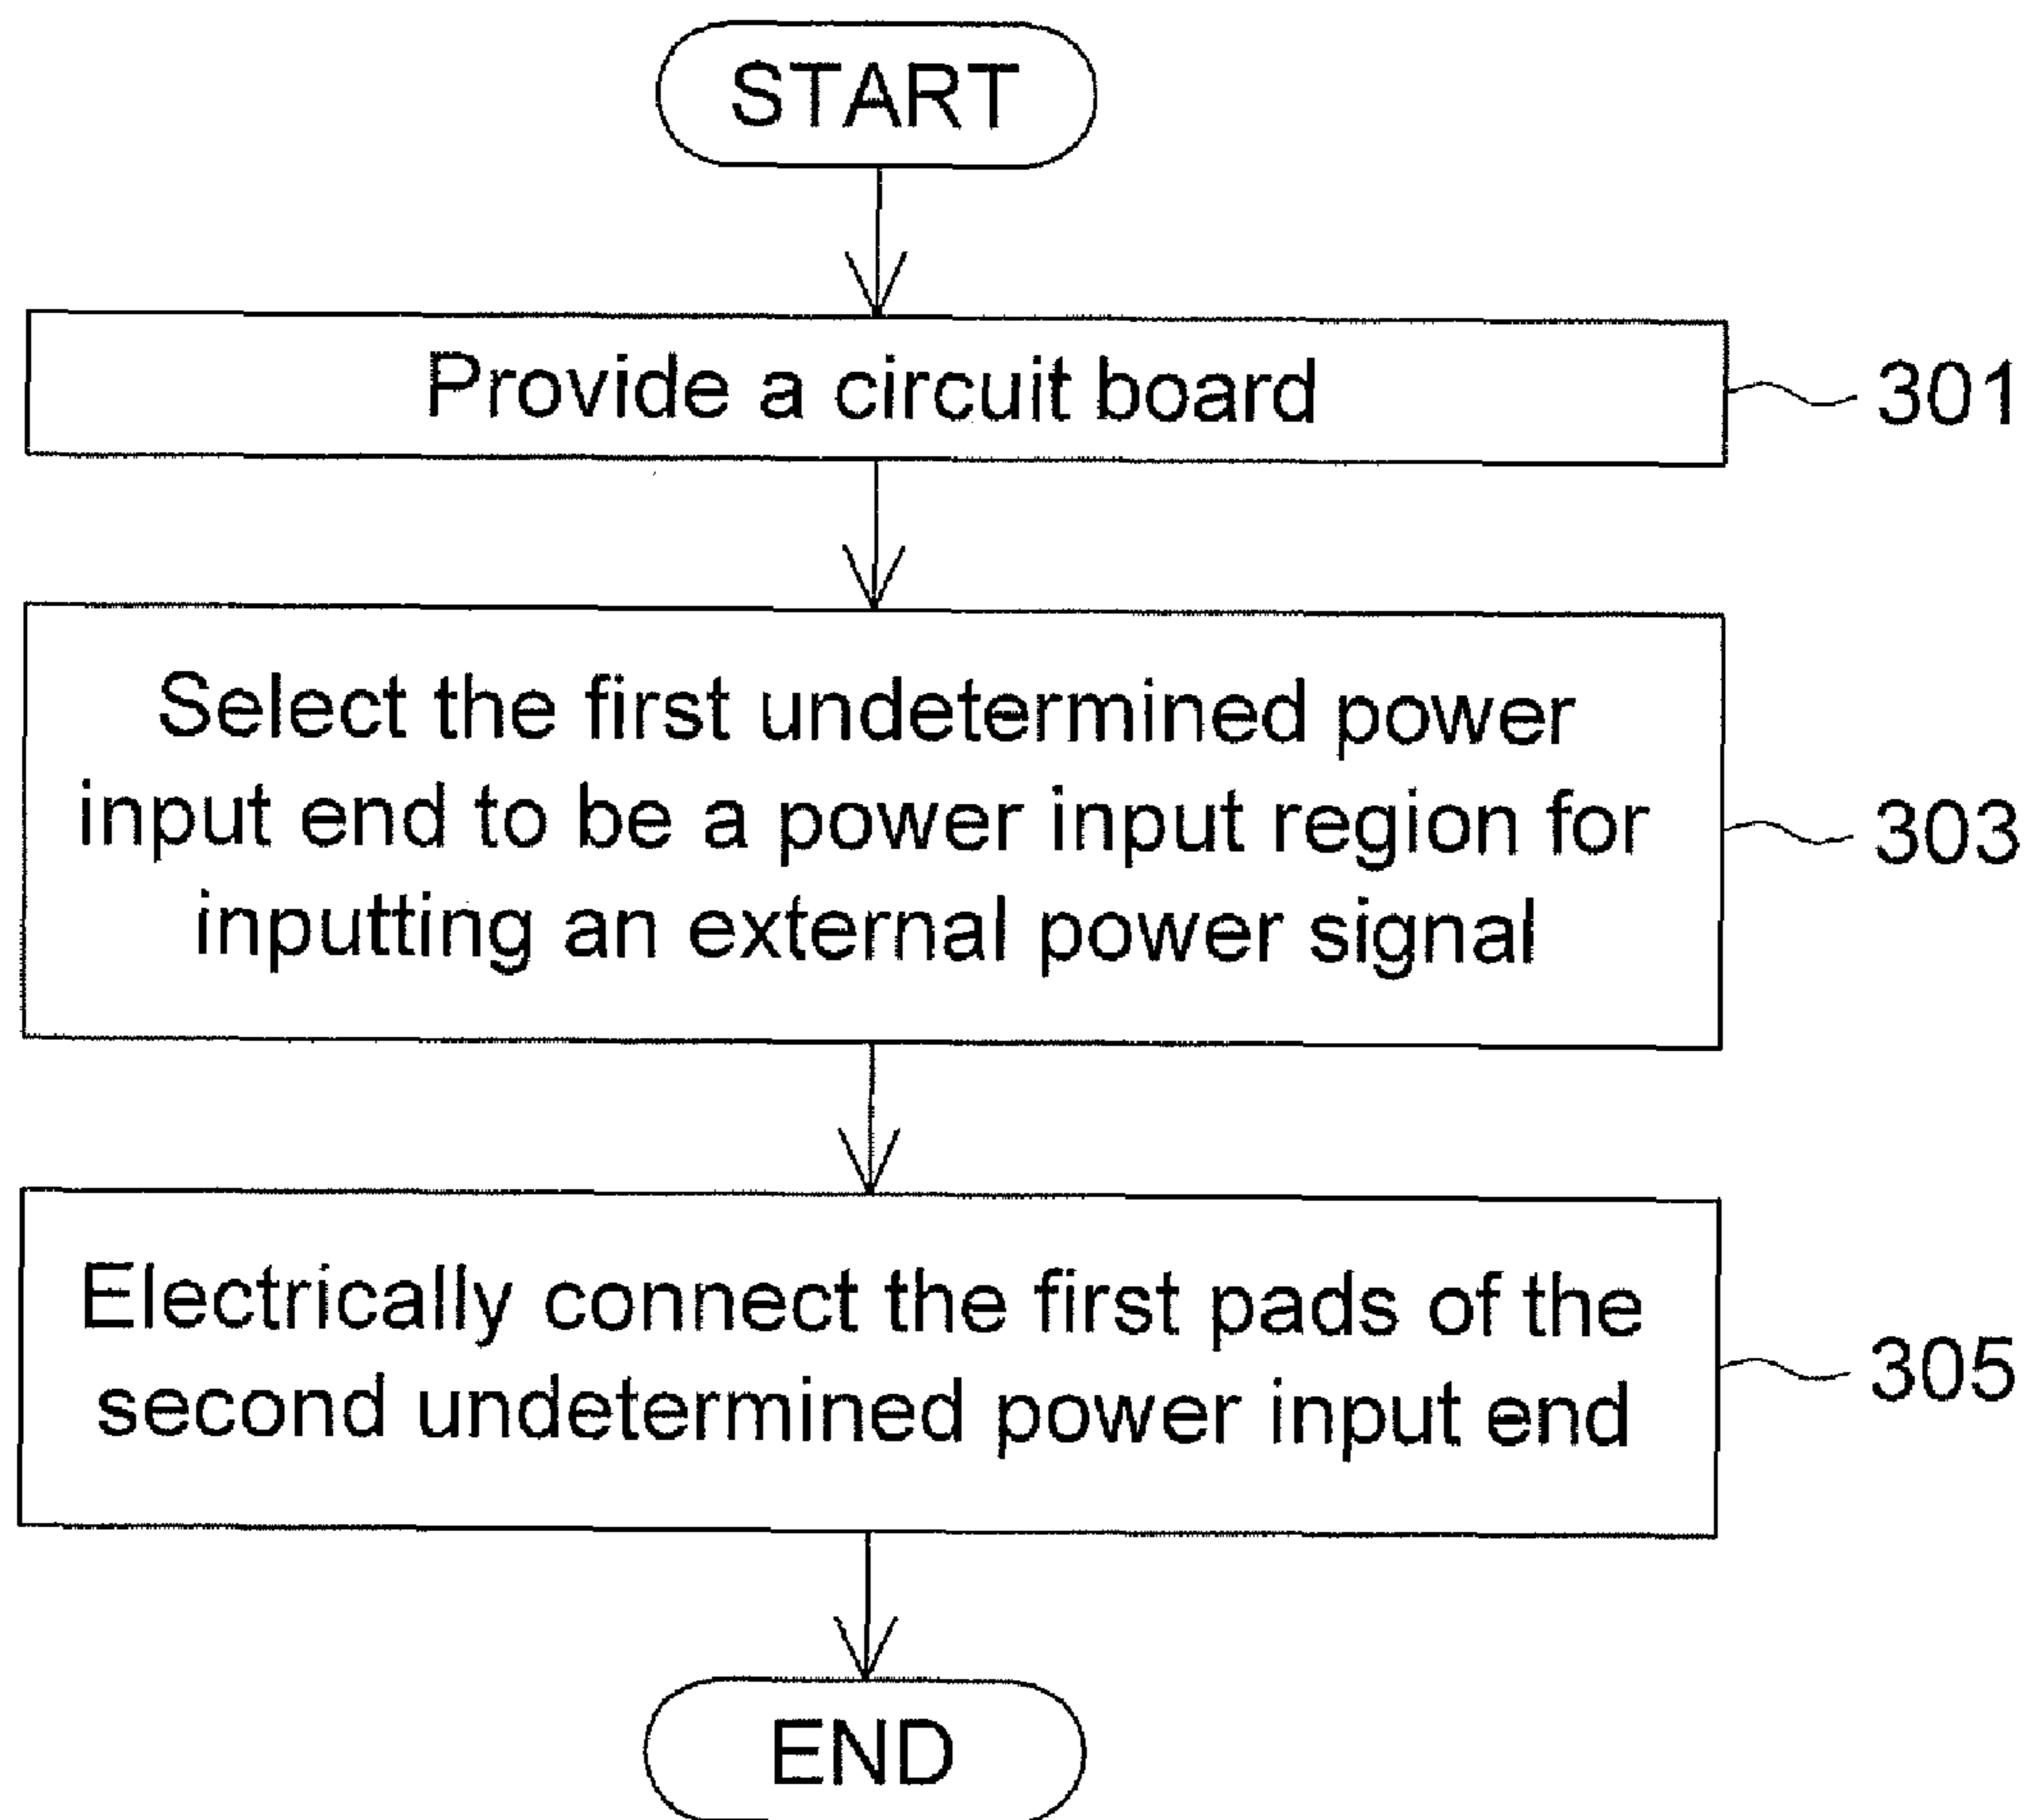 START
Provide a circuit board
301
Select the first undetermined power
input end to be a power input region for
inputting an external power signal
303
Electrically connect the first pads of the
second undetermined power input end
305
END